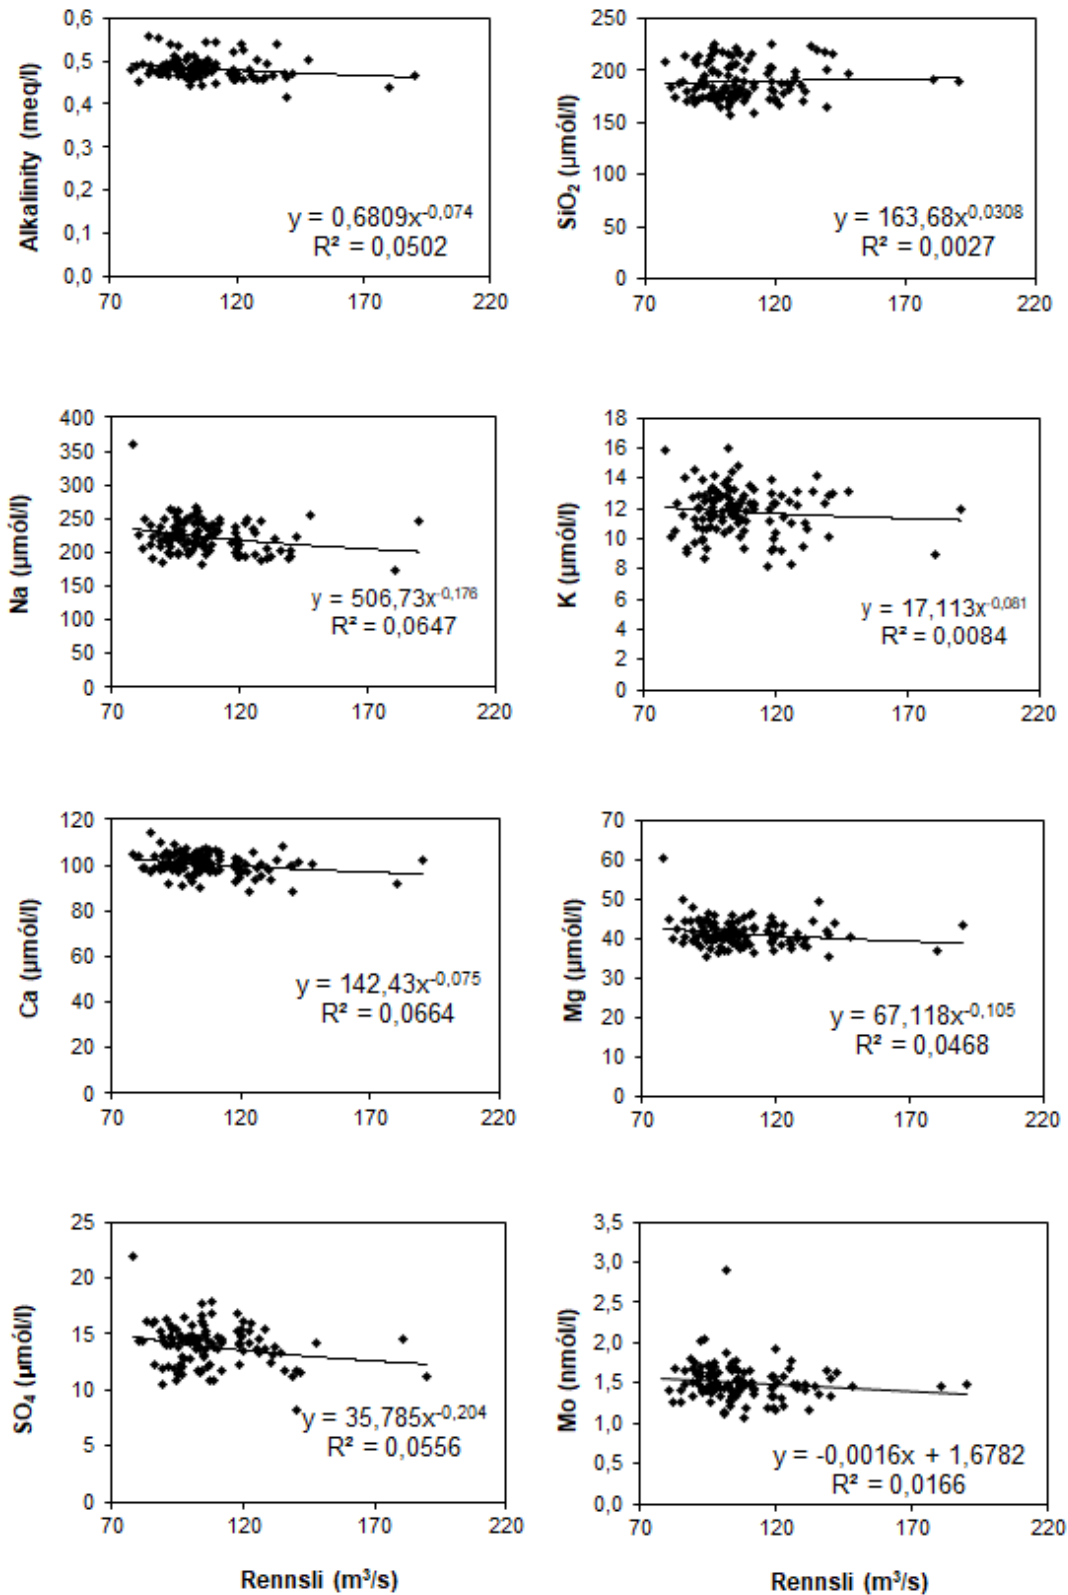 Alkalinity (meq/l)
0,6
0,5
0,4
0,3
0,2
0,1
0,0
70 120 170 220
y = 0,6809x^-0,074
R² = 0,0502
SiO₂ (µmól/l)
250
200
150
100
50
0
70 120 170 220
y = 163,68x^0,0308
R² = 0,0027
Na (µmól/l)
400
350
300
250
200
150
100
50
0
70 120 170 220
y = 506,73x^-0,176
R² = 0,0647
K (µmól/l)
18
16
14
12
10
8
6
4
2
0
70 120 170 220
y = 17,113x^-0,081
R² = 0,0084
Ca (µmól/l)
120
100
80
60
40
20
0
70 120 170 220
y = 142,43x^-0,075
R² = 0,0664
Mg (µmól/l)
70
60
50
40
30
20
10
0
70 120 170 220
y = 67,118x^-0,105
R² = 0,0468
SO₄ (µmól/l)
25
20
15
10
5
0
70 120 170 220
y = 35,785x^-0,204
R² = 0,0556
Rennsli (m³/s)
Mo (nmól/l)
3,5
3,0
2,5
2,0
1,5
1,0
0,5
0,0
70 120 170 220
y = -0,0016x + 1,6782
R² = 0,0166
Rennsli (m³/s)